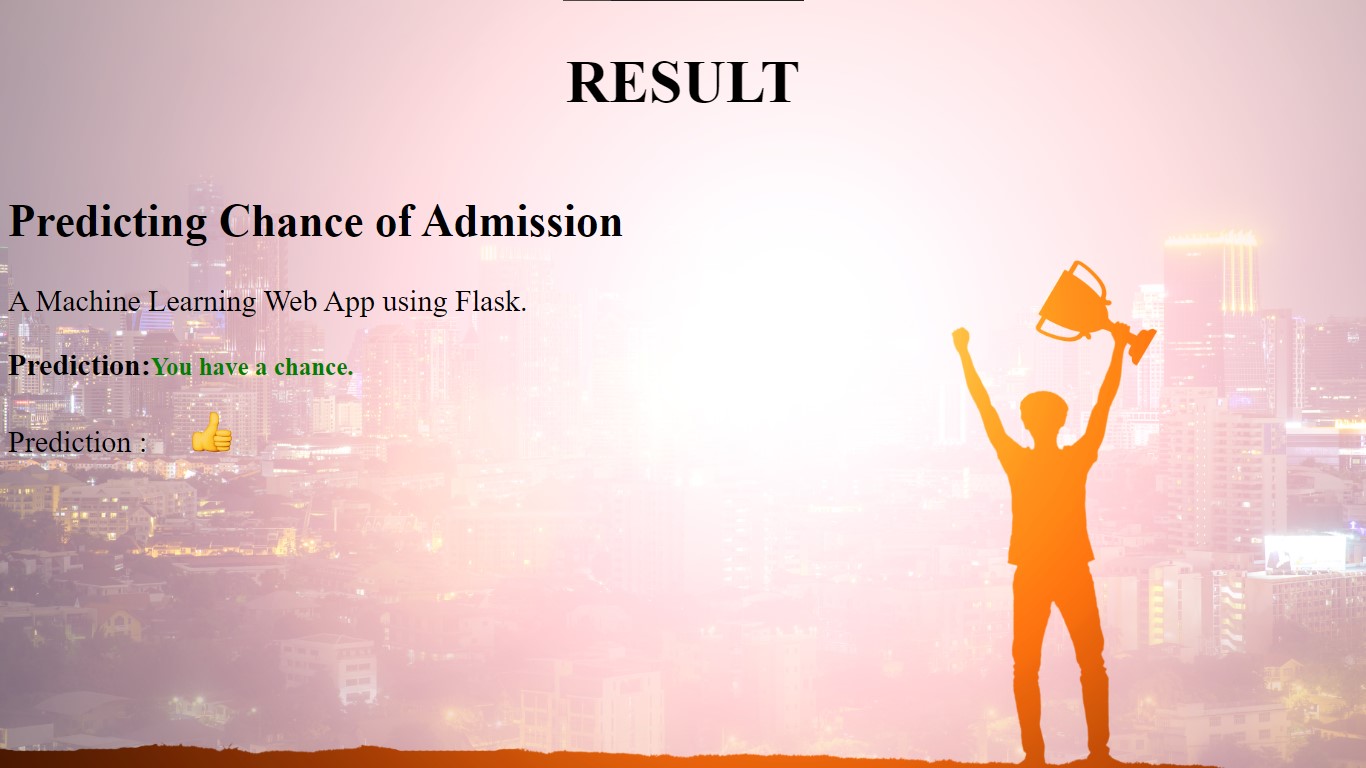 RESULT
Predicting Chance of Admission
A Machine Learning Web App using Flask.
Prediction:You have a chance.
Prediction : 👍